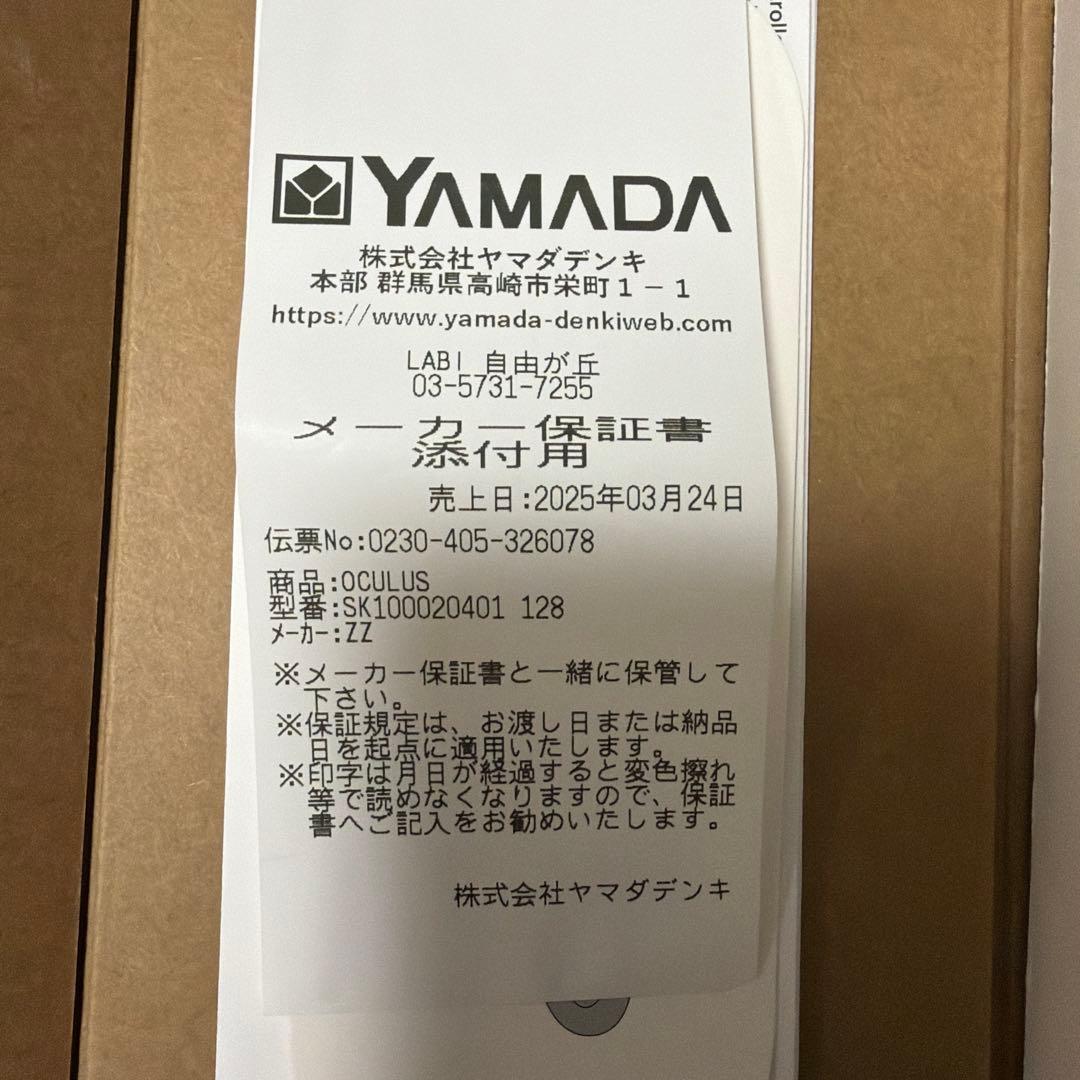 roll
YAMADA
株式会社ヤマダデンキ
本部 群馬県高崎市栄町1-1
https://www.yamada-denkiweb.com
LABI 自由が丘
03-5731-7255
メーカー保証書
添付用
売上日:2025年03月24日
伝票No:0230-405-326078
商品:OCULUS
型番:SK100020401 128
メーカー:ZZ
※メーカー保証書と一緒に保管して
下さい。
※保証規定は、お渡し日または納品
日を起点に適用いたします。
※印字は月日が経過すると変色擦れ
等で読めなくなりますので、保証
書へご記入をお勧めいたします。
株式会社ヤマダデンキ